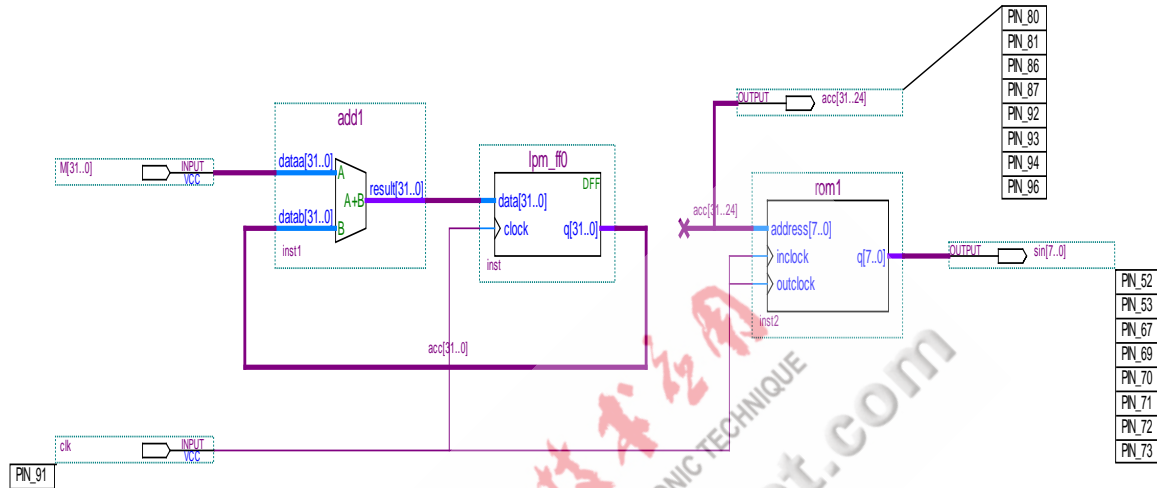 PIN_80
PIN_81
PIN_86
PIN_87
PIN_92
PIN_93
PIN_94
PIN_96
OUTPUT
acc[31..24]
add1
M[31..0]
INPUT
VCC
dataa[31..0]
A
A+B
result[31..0]
datab[31..0]
B
inst1
lpm_ff0
DFF
data[31..0]
clock
q[31..0]
inst
acc[31..0]
acc[31..24]
rom1
address[7..0]
inclock
q[7..0]
outclock
inst2
OUTPUT
sin[7..0]
PIN_52
PIN_53
PIN_67
PIN_69
PIN_70
PIN_71
PIN_72
PIN_73
clk
INPUT
VCC
PIN_91
ONIC TECHNIQUE
et.com